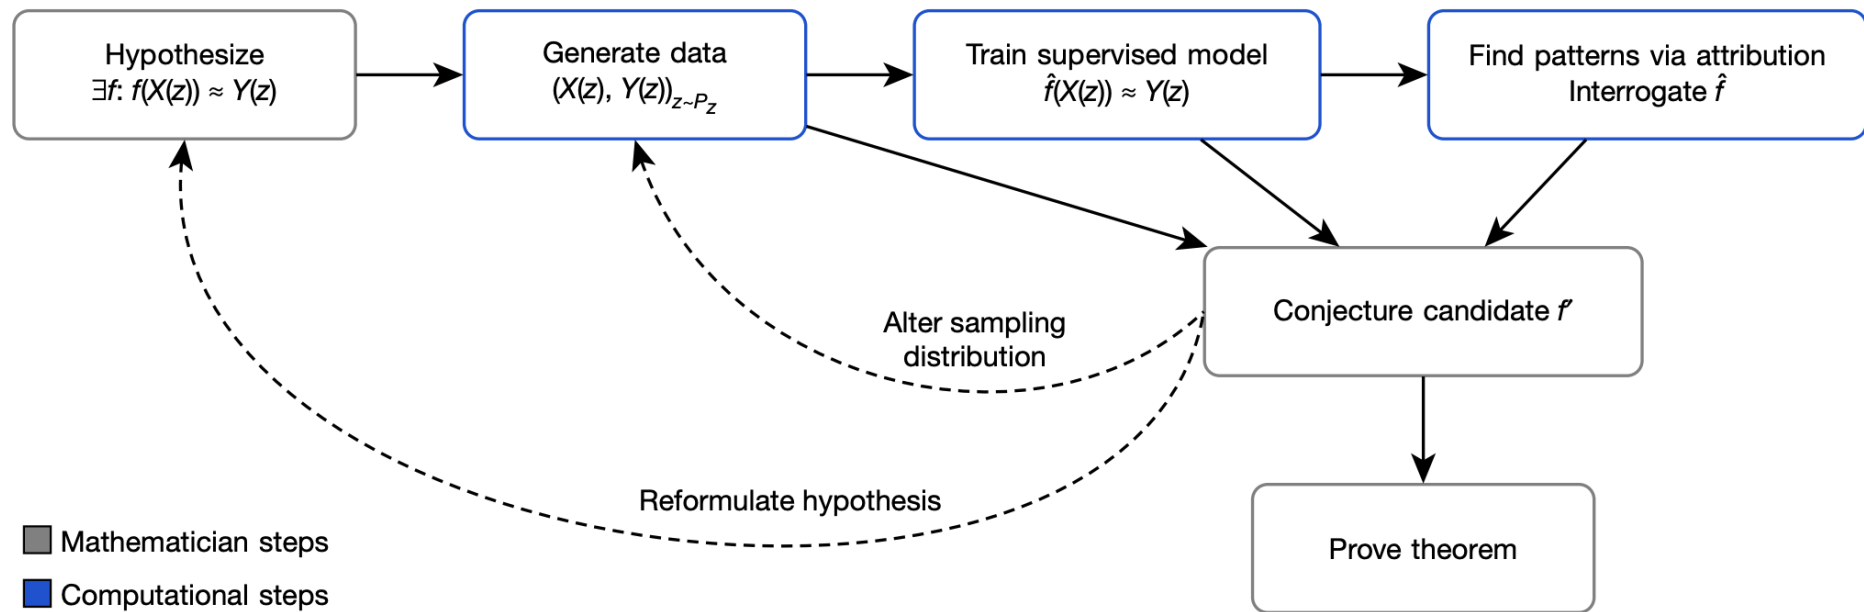 Hypothesize
∃f: f(X(z)) ≈ Y(z)
Generate data
(X(z), Y(z))z~Pz
Train supervised model
f̂(X(z)) ≈ Y(z)
Find patterns via attribution
Interrogate f̂
Conjecture candidate f′
Alter sampling
distribution
Reformulate hypothesis
Prove theorem
Mathematician steps
Computational steps